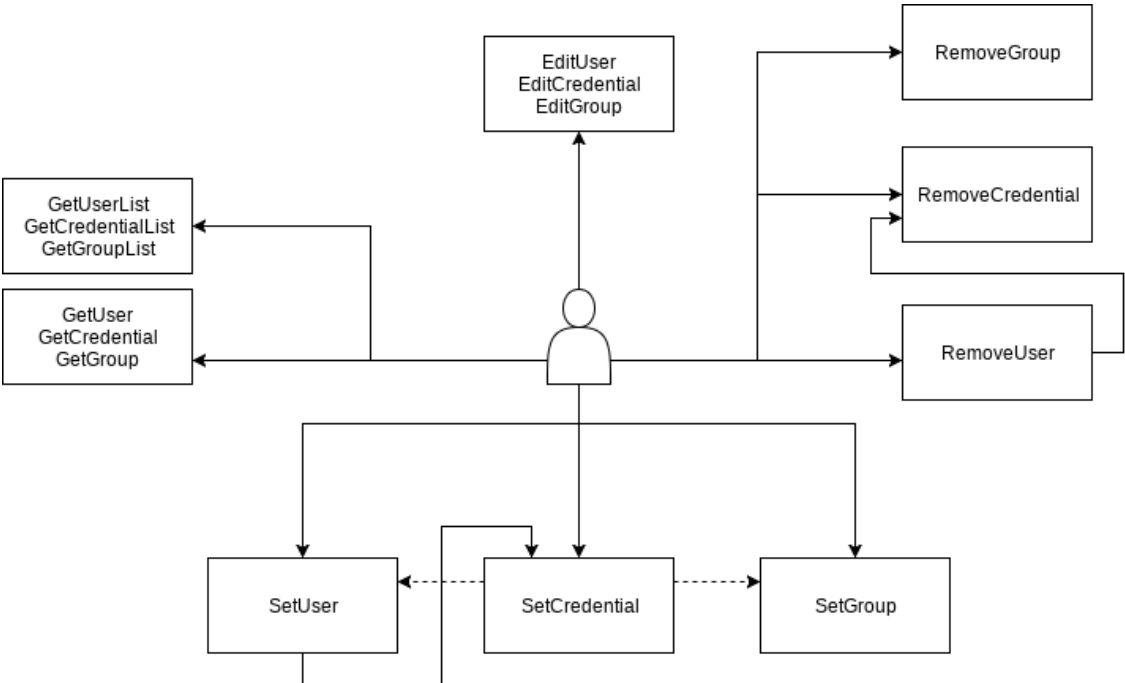 EditUser
EditCredential
EditGroup
RemoveGroup
GetUserList
GetCredentialList
GetGroupList
RemoveCredential
GetUser
GetCredential
GetGroup
RemoveUser
SetUser
SetCredential
SetGroup